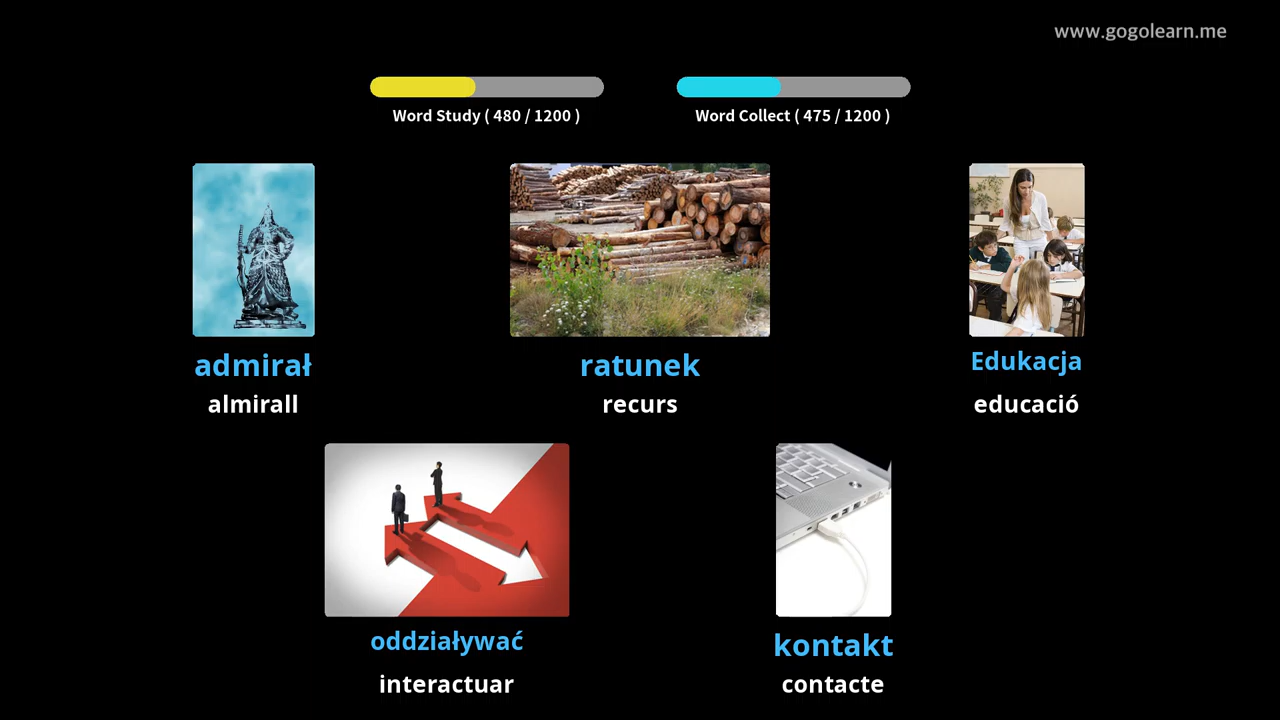 www.gogolearn.me
Word Study ( 480 / 1200 )
Word Collect ( 475 / 1200 )
admirał
almirall
ratunek
recurs
Edukacja
educació
oddziaływać
interactuar
kontakt
contacte